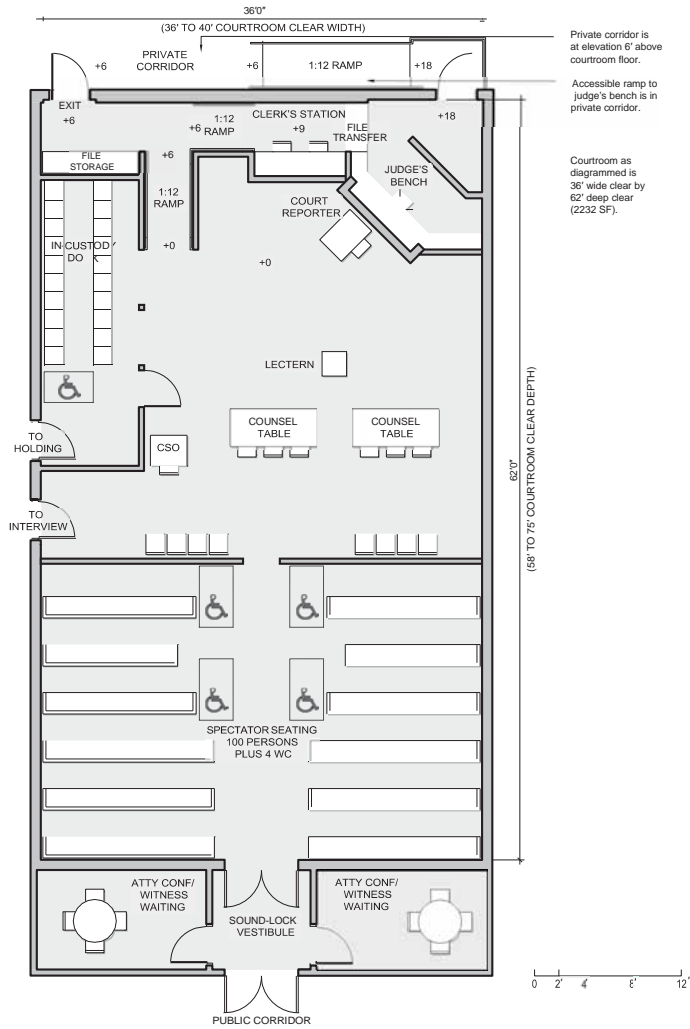 36'0"
(36' TO 40' COURTROOM CLEAR WIDTH)
PRIVATE
CORRIDOR
+6
+6
1:12 RAMP
+18
Private corridor is
at elevation 6' above
courtroom floor.
Accessible ramp to
judge's bench is in
private corridor.
EXIT
+6
+6
1:12
RAMP
CLERK'S STATION
+9
FILE
TRANSFER
+18
FILE
STORAGE
+6
1:12
RAMP
+0
JUDGE'S
BENCH
COURT
REPORTER
Courtroom as
diagrammed is
36' wide clear by
62' deep clear
(2232 SF).
IN-CUSTODY
+0
LECTERN
COUNSEL
TABLE
COUNSEL
TABLE
CSO
TO
HOLDING
TO
INTERVIEW
62'0"
(58' TO 75' COURTROOM CLEAR DEPTH)
SPECTATOR SEATING
100 PERSONS
PLUS 4 WC
ATTY CONF/
WITNESS
WAITING
ATTY CONF/
WITNESS
WAITING
SOUND-LOCK
VESTIBULE
PUBLIC CORRIDOR
0 2' 4' 8' 12'